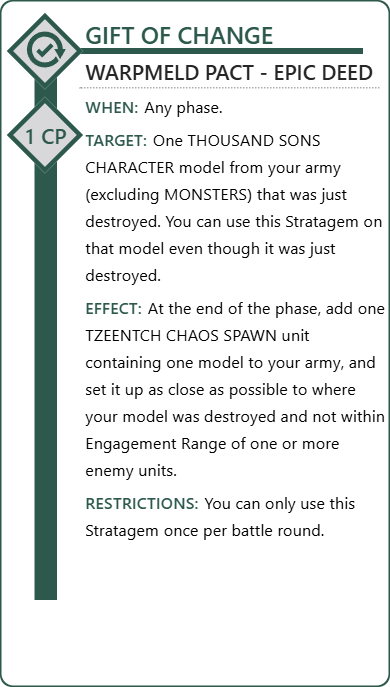 GIFT OF CHANGE
WARPMELD PACT - EPIC DEED
1 CP
WHEN: Any phase.
TARGET: One THOUSAND SONS
CHARACTER model from your army
(excluding MONSTERS) that was just
destroyed. You can use this Stratagem on
that model even though it was just
destroyed.
EFFECT: At the end of the phase, add one
TZEENTCH CHAOS SPAWN unit
containing one model to your army, and
set it up as close as possible to where
your model was destroyed and not within
Engagement Range of one or more
enemy units.
RESTRICTIONS: You can only use this
Stratagem once per battle round.